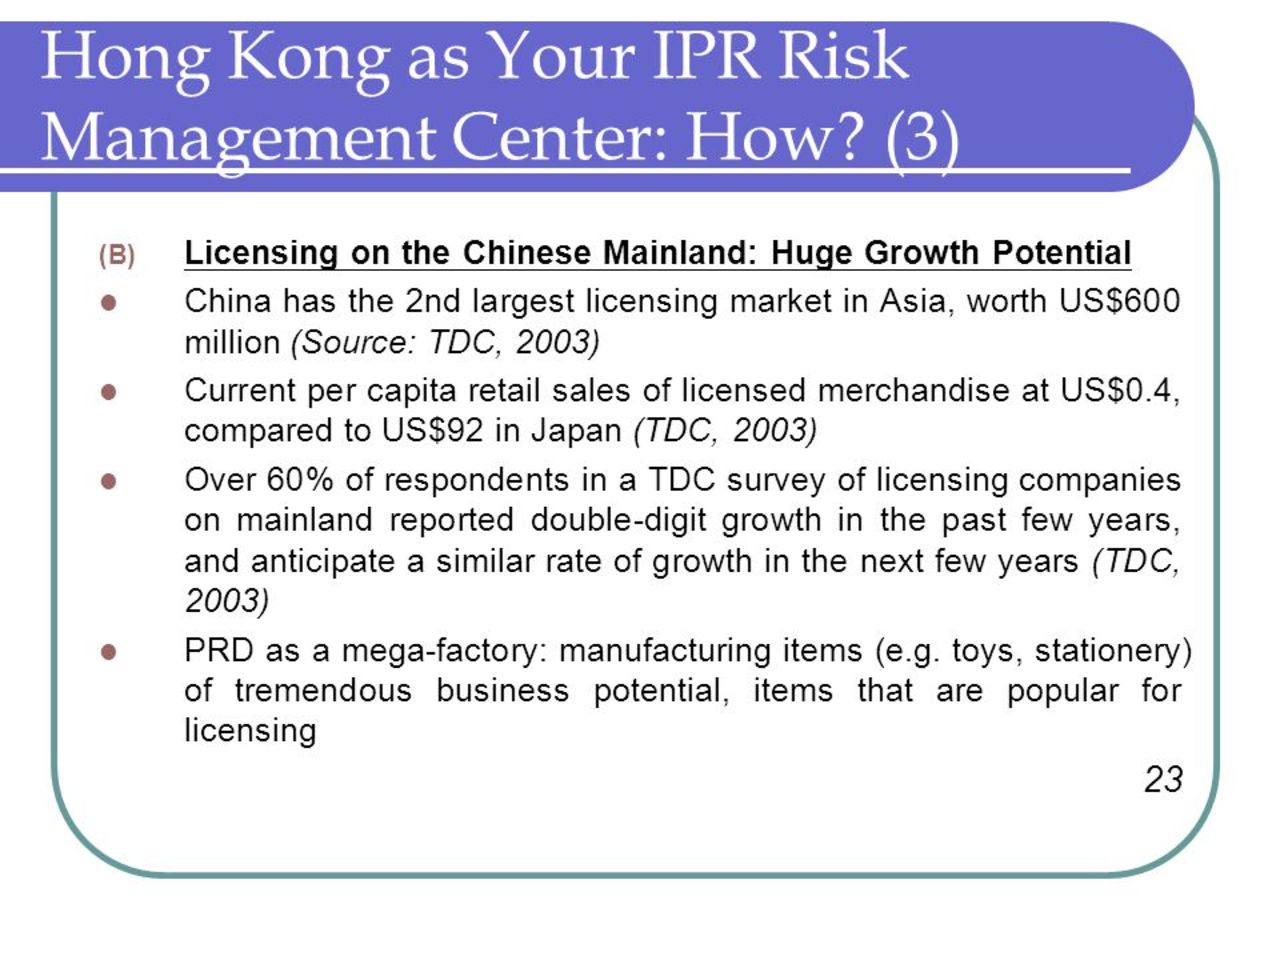 Hong Kong as Your IPR Risk
Management Center: How? (3)
(B) Licensing on the Chinese Mainland: Huge Growth Potential
China has the 2nd largest licensing market in Asia, worth US$600
million (Source: TDC, 2003)
Current per capita retail sales of licensed merchandise at US$0.4,
compared to US$92 in Japan (TDC, 2003)
Over 60% of respondents in a TDC survey of licensing companies
on mainland reported double-digit growth in the past few years,
and anticipate a similar rate of growth in the next few years (TDC,
2003)
PRD as a mega-factory: manufacturing items (e.g. toys, stationery)
of tremendous business potential, items that are popular for
licensing
23